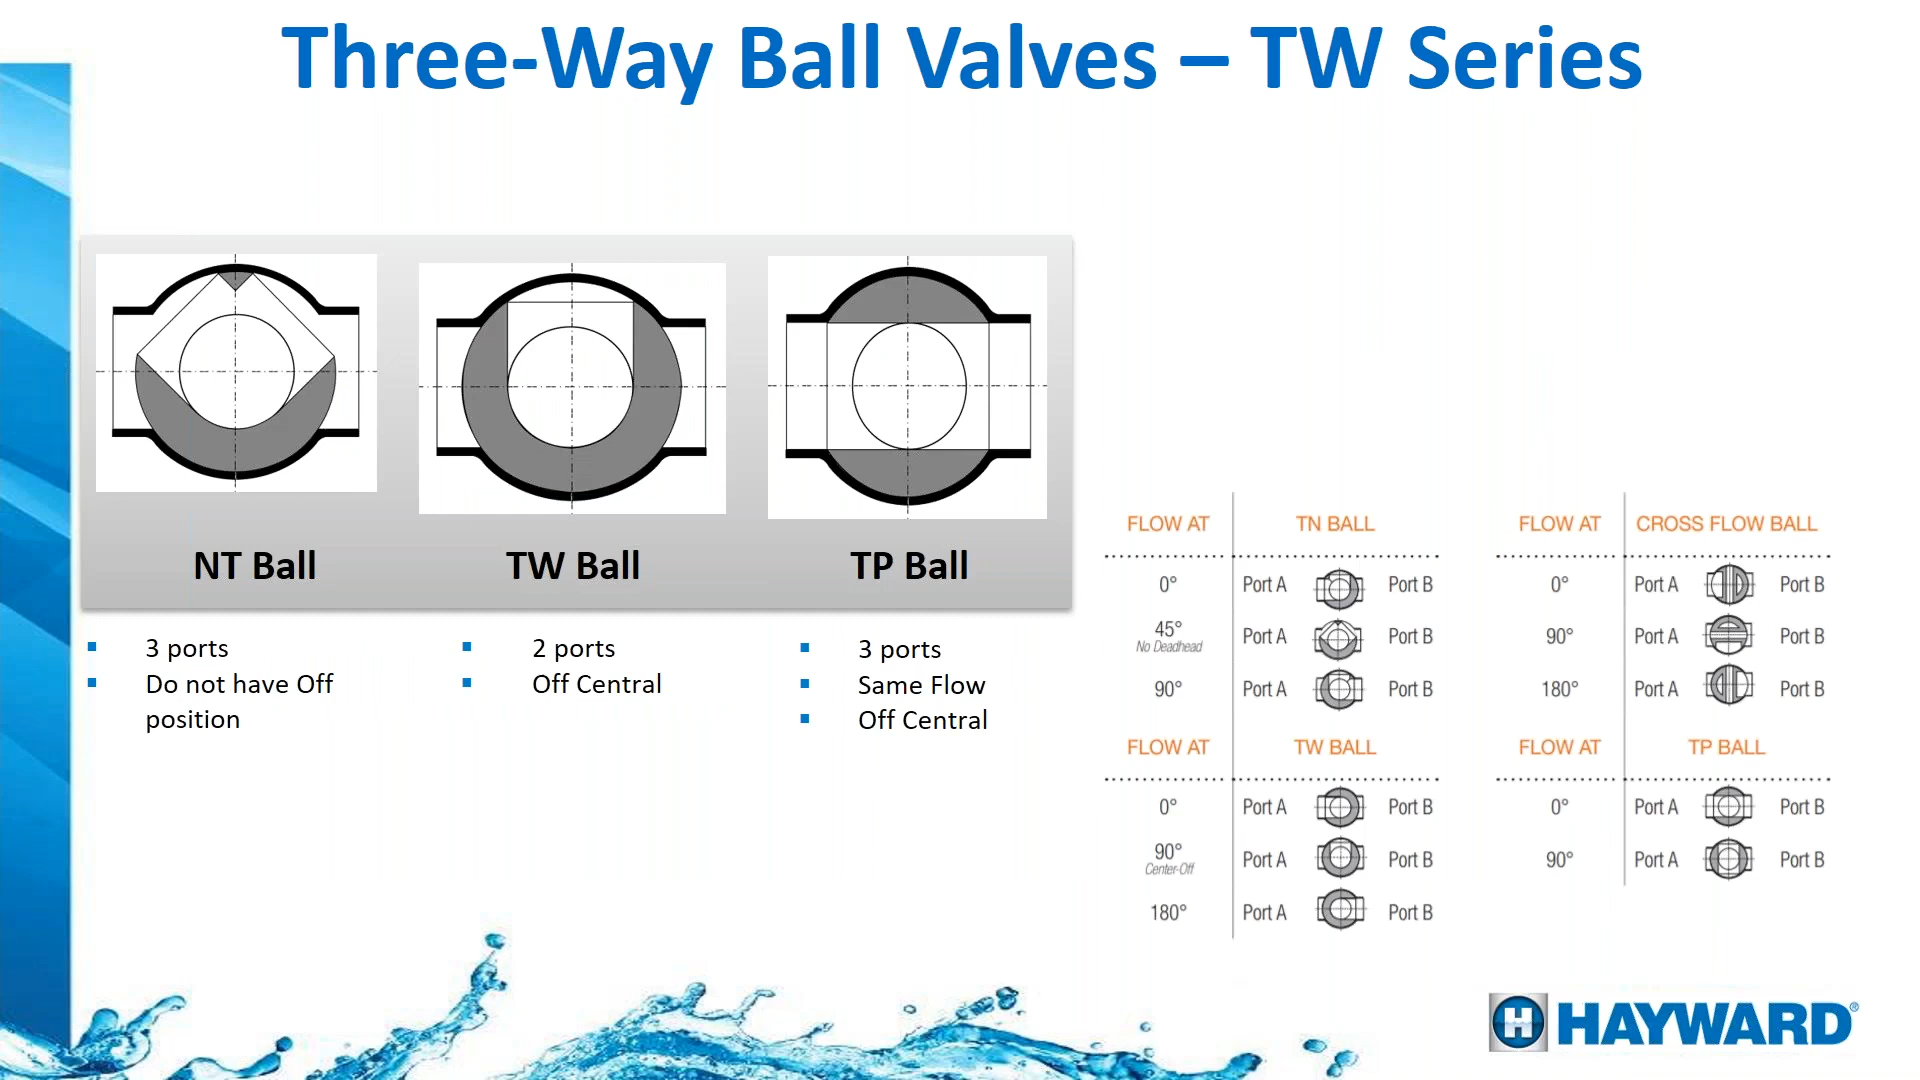 Three-Way Ball Valves – TW Series
NT Ball
TW Ball
TP Ball
▪ 3 ports
▪ Do not have Off
position
▪ 2 ports
▪ Off Central
▪ 3 ports
▪ Same Flow
▪ Off Central
FLOW AT TN BALL
0° Port A Port B
45° Port A Port B
No Deadhead
90° Port A Port B
FLOW AT CROSS FLOW BALL
0° Port A Port B
90° Port A Port B
180° Port A Port B
FLOW AT TW BALL
0° Port A Port B
90° Port A Port B
Center-Off
180° Port A Port B
FLOW AT TP BALL
0° Port A Port B
90° Port A Port B
H HAYWARD®